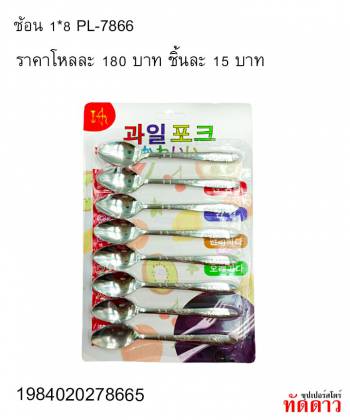 ช้อน 1*8 PL-7866
ราคาโหลละ 180 บาท ชิ้นละ 15 บาท
과일포크
1984020278665
ซุปเปอร์สโตร์
ทัดดาว